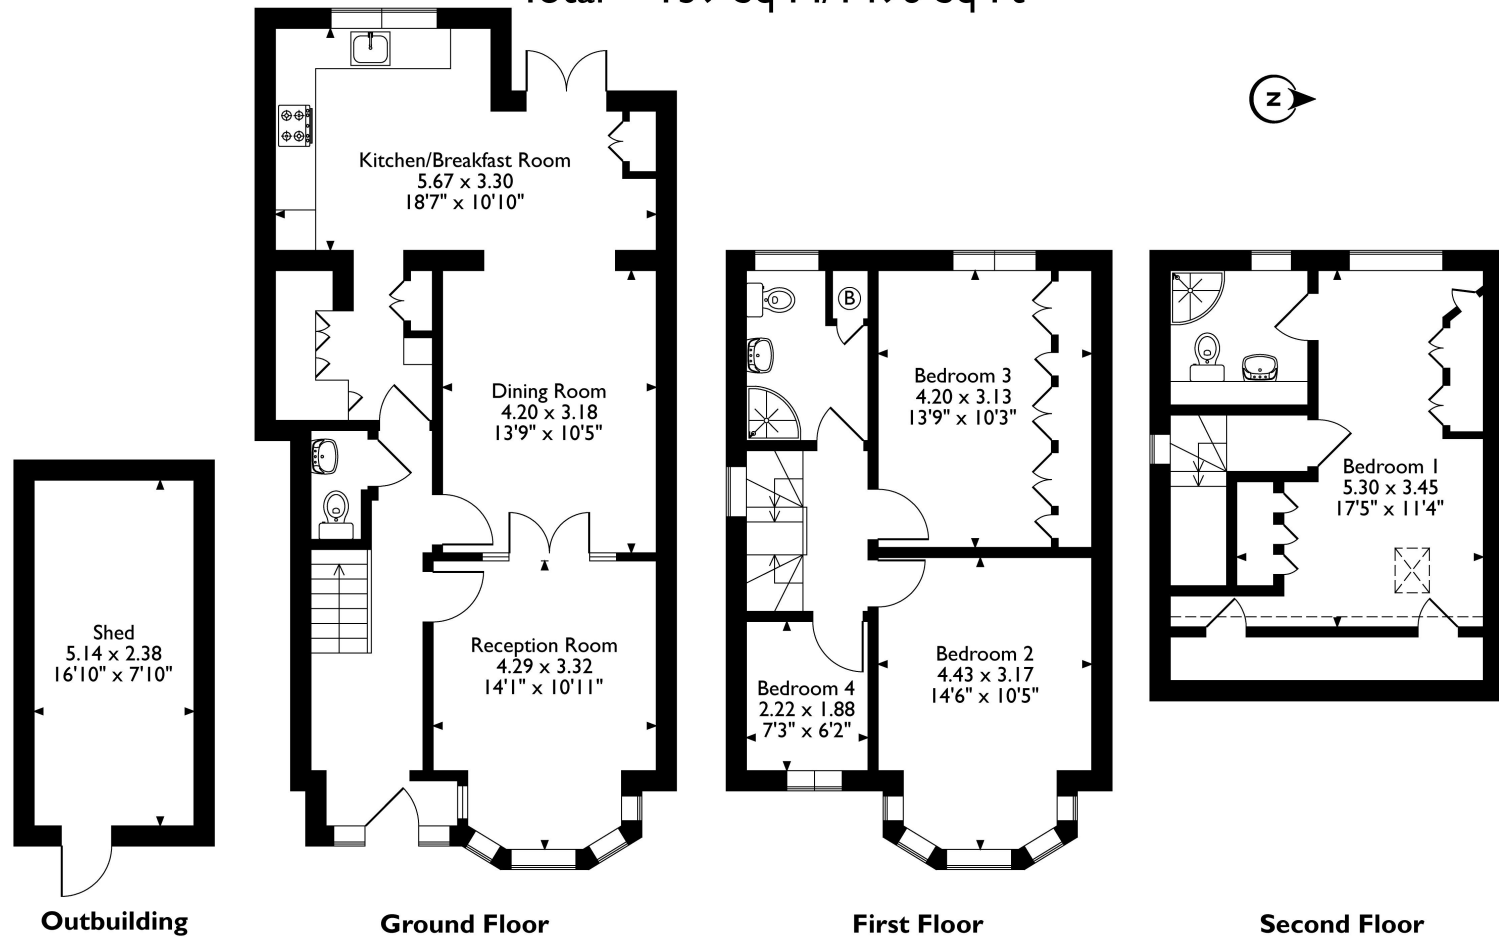 Total
Kitchen/Breakfast Room
5.67 x 3.30
18'7" x 10'10"
Dining Room
4.20 x 3.18
13'9" x 10'5"
Reception Room
4.29 x 3.32
14'1" x 10'11"
Shed
5.14 x 2.38
16'10" x 7'10"
B
Bedroom 3
4.20 x 3.13
13'9" x 10'3"
Bedroom 2
4.43 x 3.17
14'6" x 10'5"
Bedroom 4
2.22 x 1.88
7'3" x 6'2"
N
Bedroom 1
5.30 x 3.45
17'5" x 11'4"
Outbuilding
Ground Floor
First Floor
Second Floor